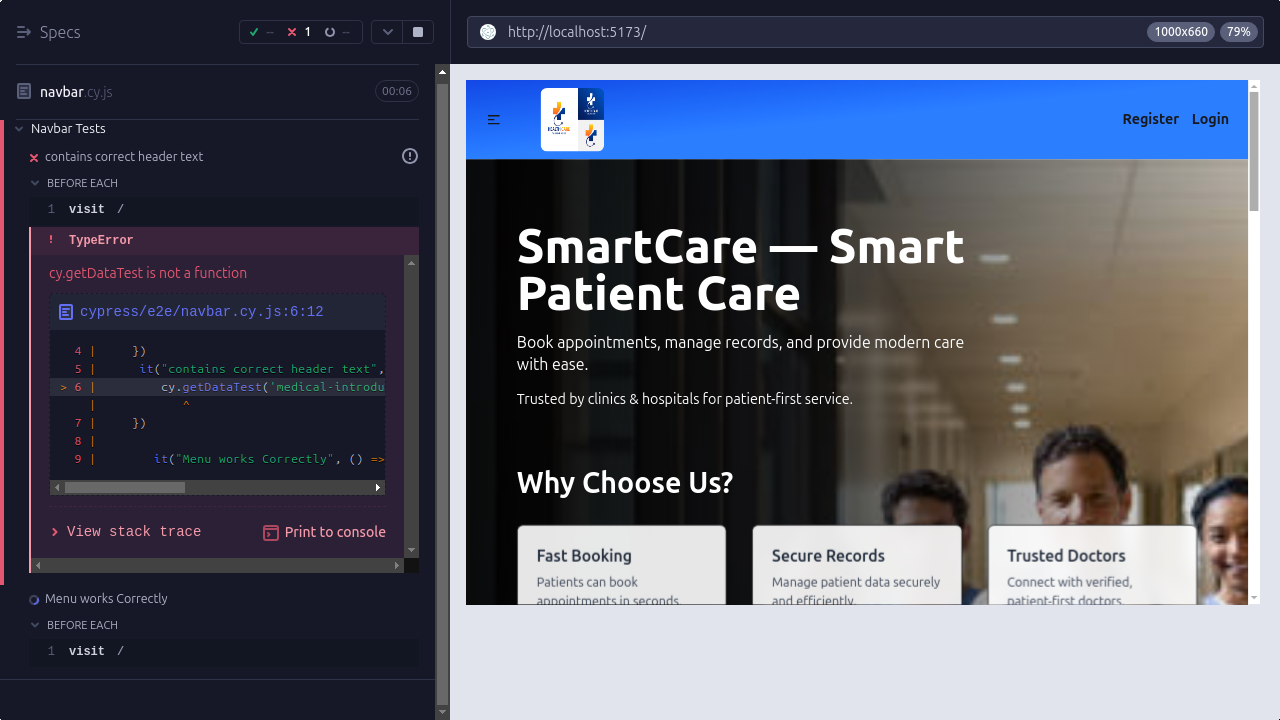 Specs
-- 1 --
navbar.cy.js 00:06
Navbar Tests
contains correct header text
BEFORE EACH
1 visit /
! TypeError
cy.getDataTest is not a function
cypress/e2e/navbar.cy.js:6:12
4 | })
5 | it("contains correct header text",
> 6 | cy.getDataTest('medical-introdu
| ^
7 | })
8 |
9 | it("Menu works Correctly", () =>
View stack trace
Print to console
Menu works Correctly
BEFORE EACH
1 visit /
http://localhost:5173/
1000x660 79%
Register Login
SmartCare — Smart
Patient Care
Book appointments, manage records, and provide modern care
with ease.
Trusted by clinics & hospitals for patient-first service.
Why Choose Us?
Fast Booking
Patients can book
appointments in seconds.
Secure Records
Manage patient data securely
and efficiently.
Trusted Doctors
Connect with verified,
patient-first doctors.